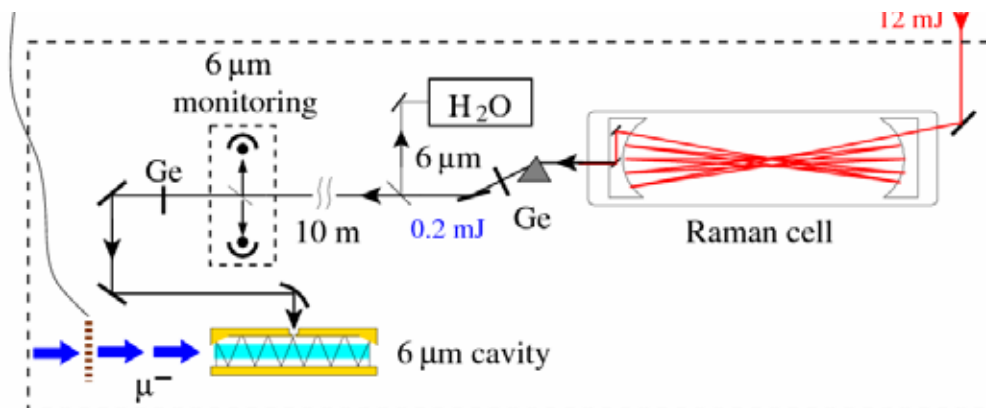 12 mJ
6 µm
monitoring
H₂O
6 µm
Ge
Ge
10 m
0.2 mJ
Raman cell
6 µm cavity
µ⁻